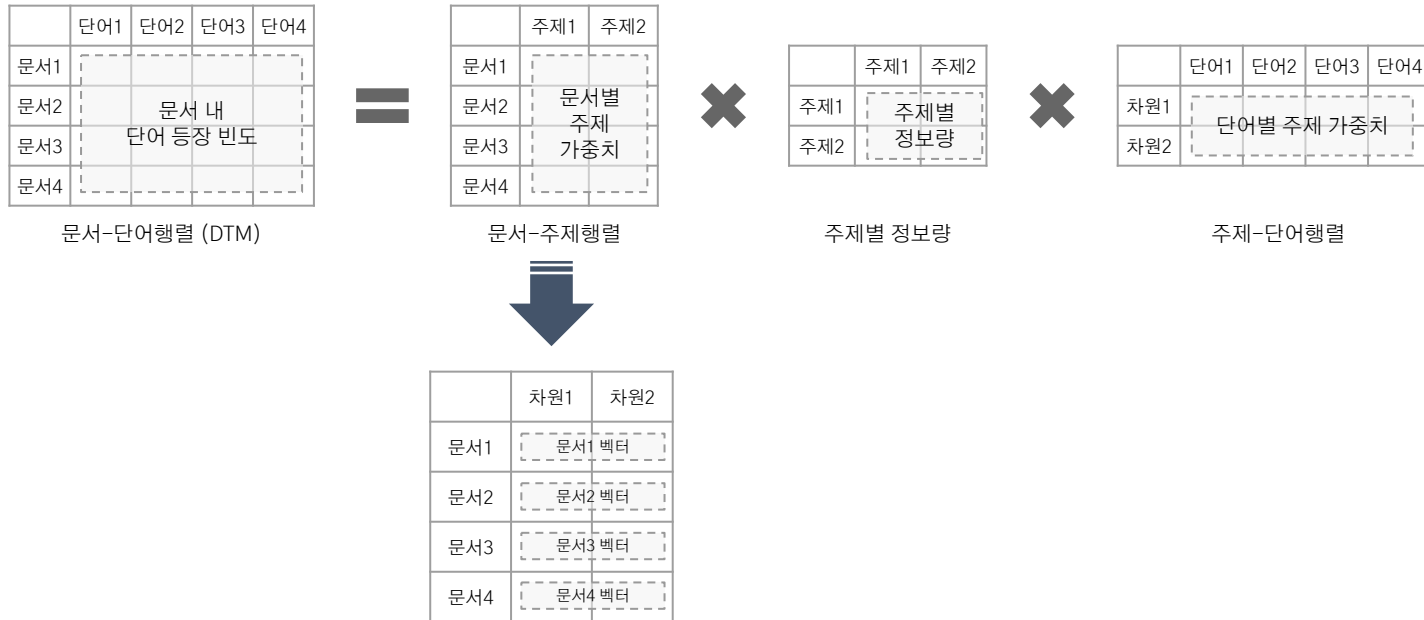 단어1 단어2 단어3 단어4
문서1
문서2
문서3
문서4
문서 내
단어 등장 빈도
문서-단어행렬 (DTM)
주제1 주제2
문서1
문서2
문서3
문서4
문서별
주제
가중치
문서-주제행렬
주제1 주제2
주제1
주제2
주제별
정보량
주제별 정보량
단어1 단어2 단어3 단어4
차원1
차원2
단어별 주제 가중치
주제-단어행렬
차원1 차원2
문서1 문서1 벡터
문서2 문서2 벡터
문서3 문서3 벡터
문서4 문서4 벡터